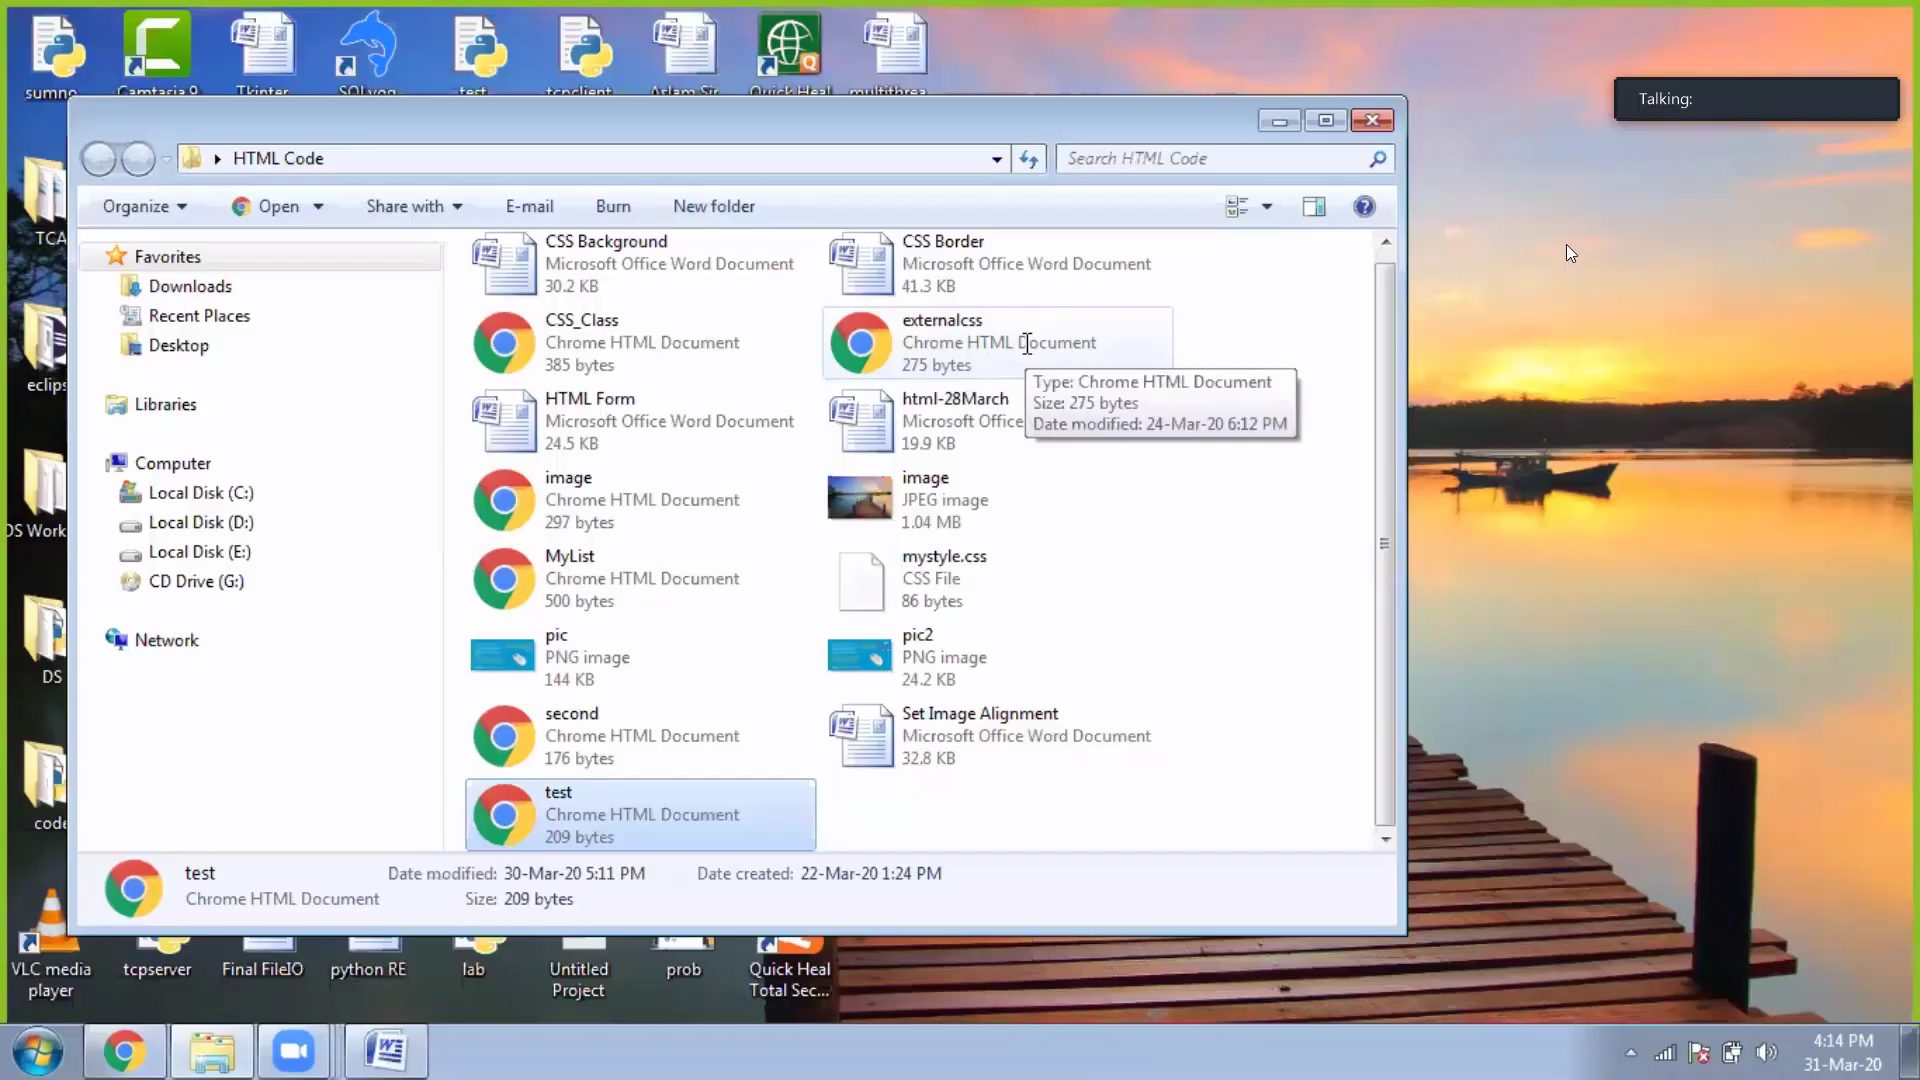 sumno
Camtasia 9
Tkinter
SQLyog
test
tcpclient
Aslam Sir
Quick Heal
multithrea
Talking:
HTML Code
Search HTML Code
Organize
Open
Share with
E-mail
Burn
New folder
Favorites
Downloads
Recent Places
Desktop
Libraries
Computer
Local Disk (C:)
Local Disk (D:)
Local Disk (E:)
CD Drive (G:)
Network
CSS Background
Microsoft Office Word Document
30.2 KB
CSS Border
Microsoft Office Word Document
41.3 KB
CSS_Class
Chrome HTML Document
385 bytes
externalcss
Chrome HTML Document
275 bytes
Type: Chrome HTML Document
Size: 275 bytes
Date modified: 24-Mar-20 6:12 PM
HTML Form
Microsoft Office Word Document
24.5 KB
html-28March
Microsoft Office
19.9 KB
image
Chrome HTML Document
297 bytes
image
JPEG image
1.04 MB
MyList
Chrome HTML Document
500 bytes
mystyle.css
CSS File
86 bytes
pic
PNG image
144 KB
pic2
PNG image
24.2 KB
second
Chrome HTML Document
176 bytes
Set Image Alignment
Microsoft Office Word Document
32.8 KB
test
Chrome HTML Document
209 bytes
test
Date modified: 30-Mar-20 5:11 PM
Date created: 22-Mar-20 1:24 PM
Chrome HTML Document
Size: 209 bytes
TCA
eclips
DS Work
DS
code
VLC media
player
tcpserver
Final FileIO
python RE
lab
Untitled
Project
prob
Quick Heal
Total Sec...
4:14 PM
31-Mar-20